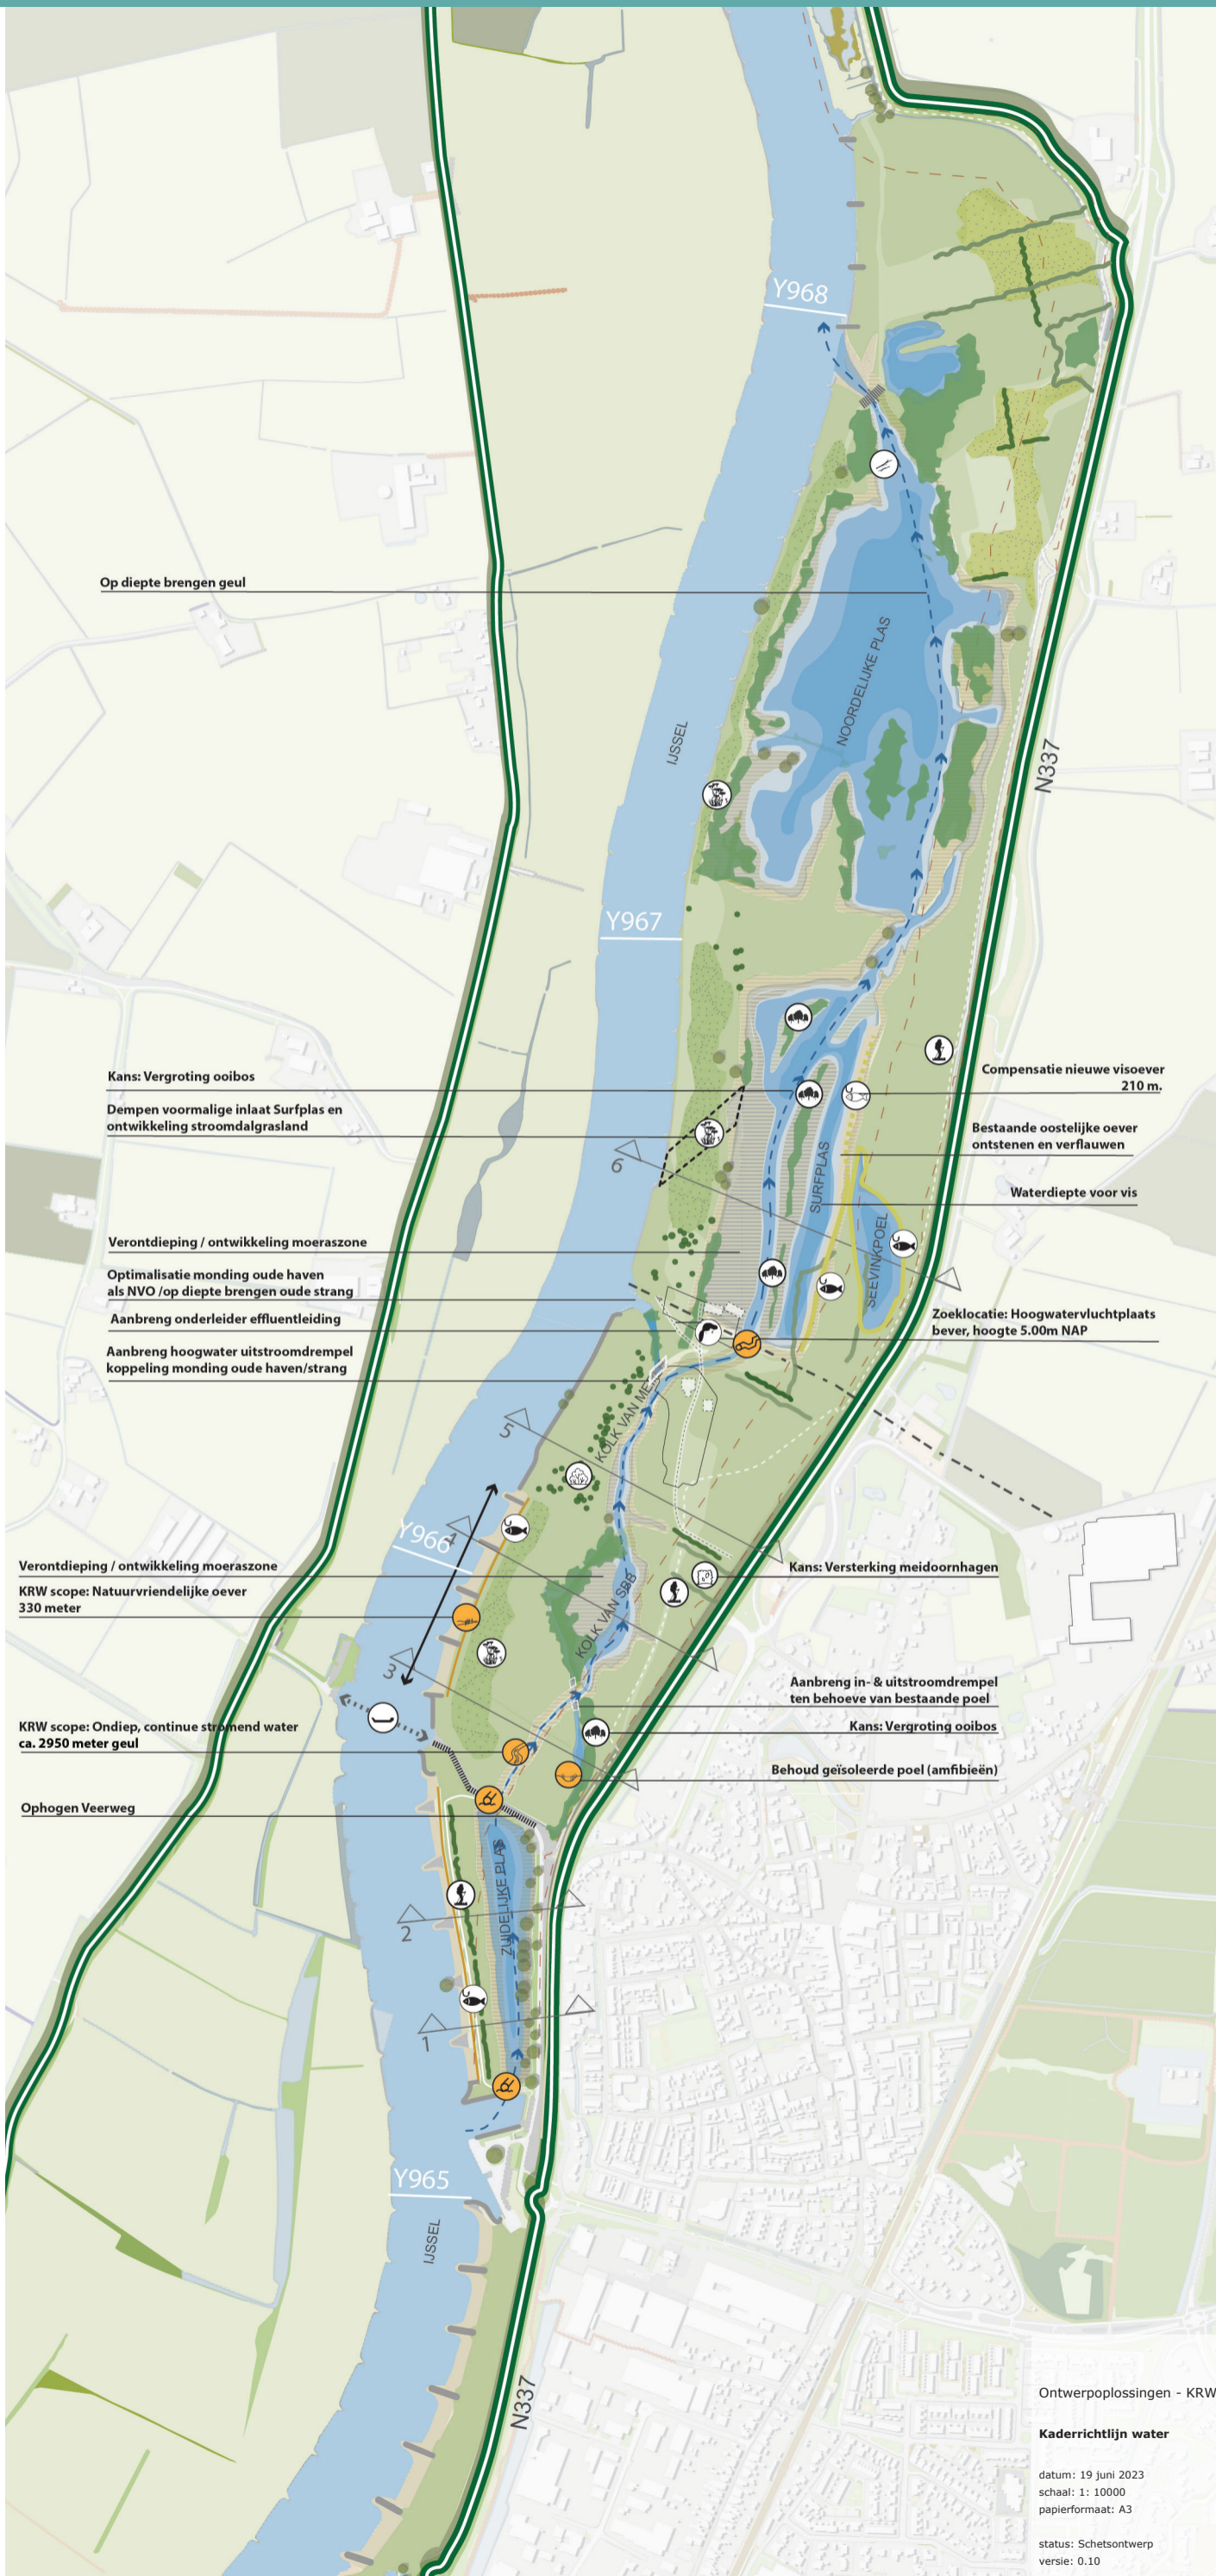 Y968
Op diepte brengen geul
NOORDELIJKE PLAS
IJSSEL
N337
Y967
Kans: Vergroting ooibos
Dempen voormalige inlaat Surfplas en
ontwikkeling stroomdalgrasland
Compensatie nieuwe visoever
210 m.
Bestaande oostelijke oever
ontstenen en verflauwen
6
SURFPLAS
Waterdiepte voor vis
SEEVINKPOEL
Verontdieping / ontwikkeling moeraszone
Optimalisatie monding oude haven
als NVO /op diepte brengen oude strang
Aanbreng onderleider effluentleiding
Zoeklocatie: Hoogwatervluchtplaats
bever, hoogte 5.00m NAP
Aanbreng hoogwater uitstroomdrempel
koppeling monding oude haven/strang
5
KOLK VAN
Y966
4
Verontdieping / ontwikkeling moeraszone
Kans: Versterking meidoornhagen
KRW scope: Natuurvriendelijke oever
330 meter
KOLK VAN SBB
3
Aanbreng in- & uitstroomdrempel
ten behoeve van bestaande poel
KRW scope: Ondiep, continue stromend water
ca. 2950 meter geul
Kans: Vergroting ooibos
Behoud geïsoleerde poel (amfibieën)
Ophogen Veerweg
ZUIDELIJKE PLAS
2
1
Y965
IJSSEL
N337
Ontwerpoplossingen - KRW
Kaderrichtlijn water
datum: 19 juni 2023
schaal: 1: 10000
papierformaat: A3
status: Schetsontwerp
versie: 0.10